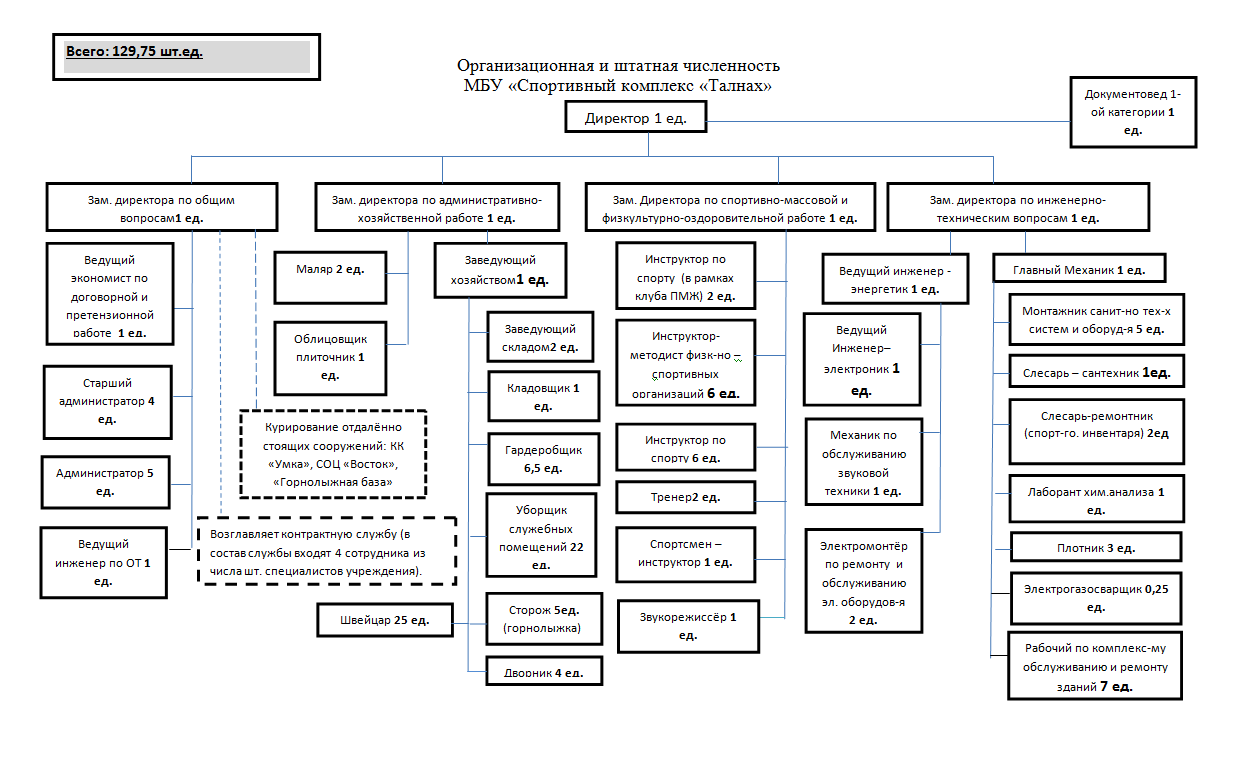 Всего: 129,75 шт.ед.
Организационная и штатная численность
МБУ «Спортивный комплекс «Талнах»
Документовед 1-
ой категории 1
ед.
Директор 1 ед.
Зам. директора по общим
вопросам1 ед.
Зам. директора по административно-
хозяйственной работе 1 ед.
Зам. Директора по спортивно-массовой и
физкультурно-оздоровительной работе 1 ед.
Зам. директора по инженерно-
техническим вопросам 1 ед.
Ведущий
экономист по
договорной и
претензионной
работе 1 ед.
Старший
администратор 4
ед.
Администратор 5
ед.
Ведущий
инженер по ОТ 1
ед.
Курирование отдалённо
стоящих сооружений: КК
«Умка», СОЦ «Восток»,
«Горнолыжная база»
Возглавляет контрактную службу (в
состав службы входят 4 сотрудника из
числа шт. специалистов учреждения).
Маляр 2 ед.
Облицовщик
плиточник 1
ед.
Заведующий
хозяйством1 ед.
Заведующий
складом2 ед.
Кладовщик 1
ед.
Гардеробщик
6,5 ед.
Уборщик
служебных
помещений 22
ед.
Швейцар 25 ед.
Сторож 5ед.
(горнолыжка)
Дворник 4 ед.
Инструктор по
спорту (в рамках
клуба ПМЖ) 2 ед.
Инструктор-
методист физк-но –
спортивных
организаций 6 ед.
Инструктор по
спорту 6 ед.
Тренер2 ед.
Спортсмен –
инструктор 1 ед.
Звукорежиссёр 1
ед.
Ведущий инженер -
энергетик 1 ед.
Ведущий
Инженер–
электроник 1
ед.
Механик по
обслуживанию
звуковой
техники 1 ед.
Электромонтёр
по ремонту и
обслуживанию
эл. оборудов-я
2 ед.
Главный Механик 1 ед.
Монтажник санит-но тех-х
систем и оборуд-я 5 ед.
Слесарь – сантехник 1ед.
Слесарь-ремонтник
(спорт-го. инвентаря) 2ед
Лаборант хим.анализа 1
ед.
Плотник 3 ед.
Электрогазосварщик 0,25
ед.
Рабочий по комплекс-му
обслуживанию и ремонту
зданий 7 ед.